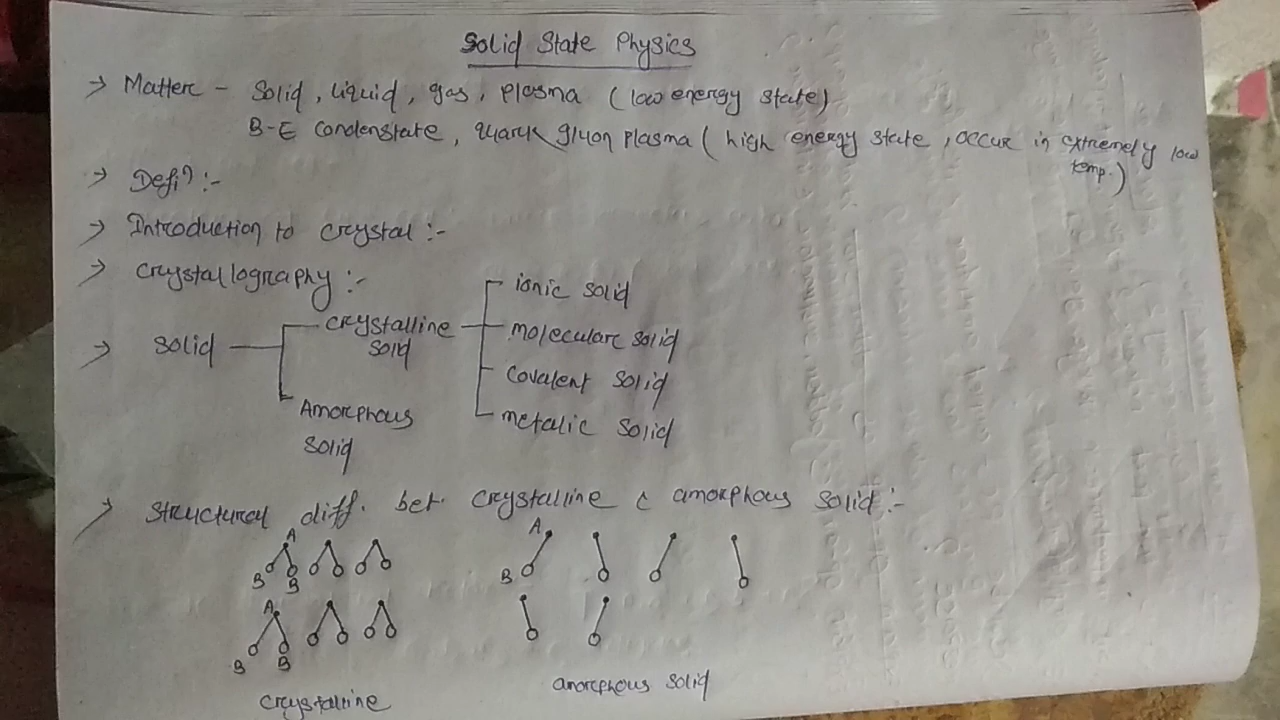 Solid State Physics
> Matter - Solid, liquid, gas, plasma (low energy state)
B-E Condenstate, quark gluon plasma ( high energy state, occur in extremely low temp.)
> Defiⁿ :-
> Introduction to crystal :-
> crystallography :-
> solid
crystalline solid
Amorphous solid
ionic solid
molecular solid
covalent solid
metalic solid
> structural diff. bet. crystalline & amorphous solid :-
A A
B B B
A
B B
crystalline
amorphous solid